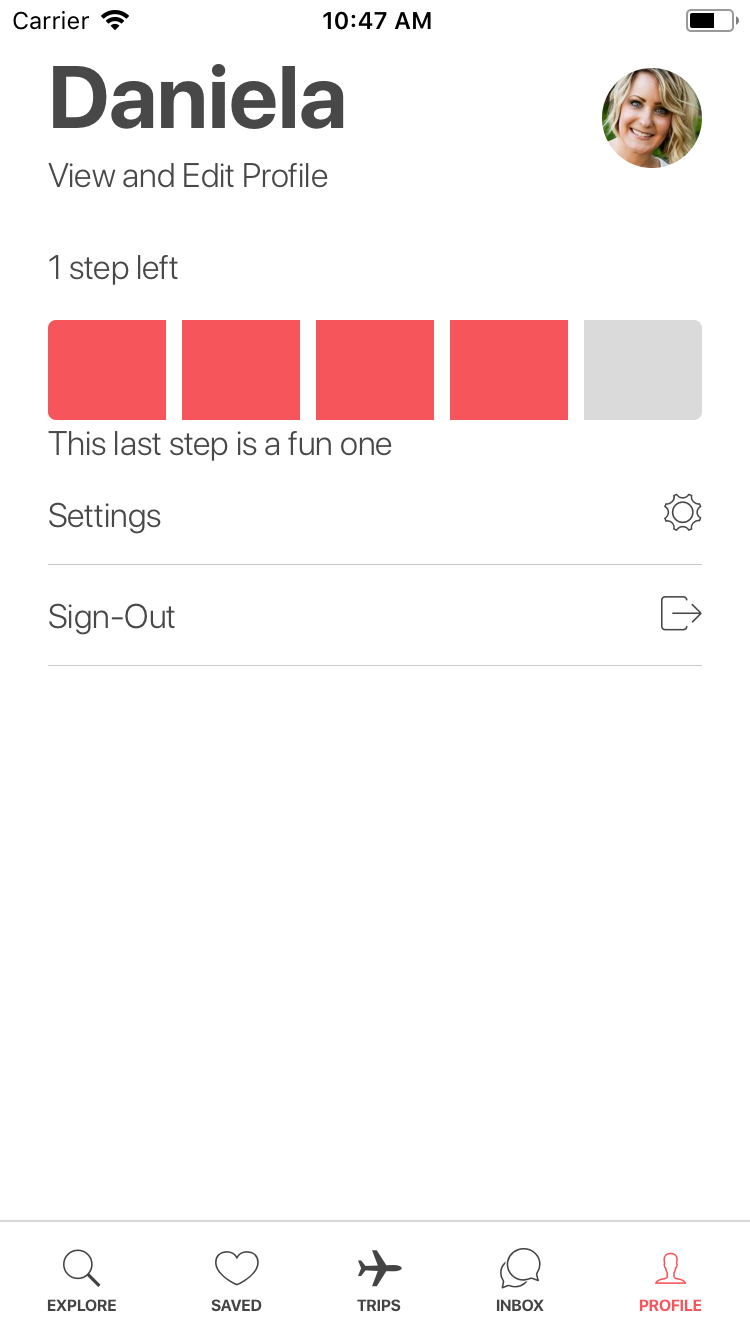 Carrier 10:47 AM
Daniela
View and Edit Profile
1 step left
This last step is a fun one
Settings
Sign-Out
EXPLORE SAVED TRIPS INBOX PROFILE